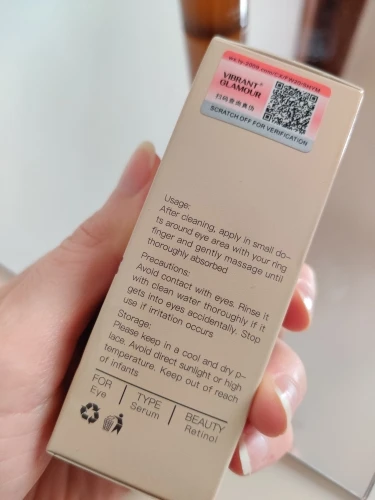 VIBRANT®
GLAMOUR
扫码查询真伪
SCRATCH OFF FOR VERIFICATION
Usage:
After cleaning, apply in small do-
ts around eye area with your ring
finger and gently massage until
thoroughly absorbed
Precautions:
Avoid contact with eyes. Rinse it
with clean water thoroughly if it
gets into eyes accidentally. Stop
use if irritation occurs
Storage:
Please keep in a cool and dry p-
lace. Avoid direct sunlight or high
temperature. Keep out of reach
of infants
FOR
Eye
TYPE
Serum
BEAUTY
Retinol